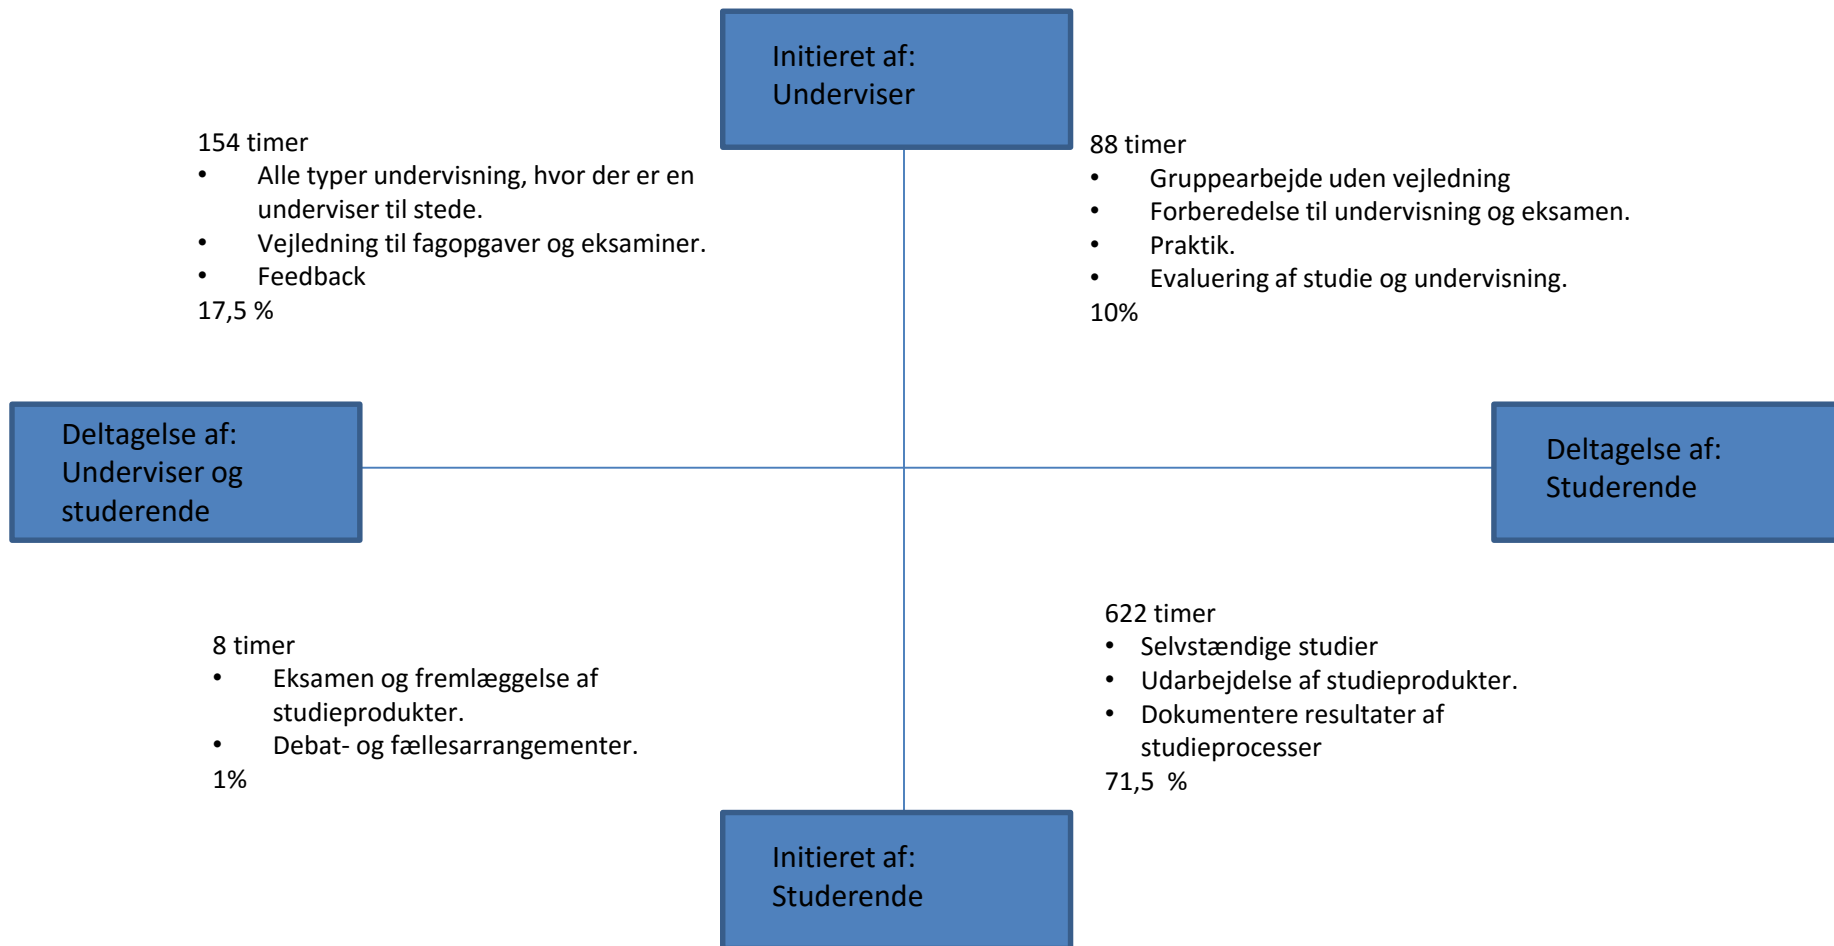 Initieret af:
Underviser
154 timer
• Alle typer undervisning, hvor der er en
underviser til stede.
• Vejledning til fagopgaver og eksaminer.
• Feedback
17,5 %
88 timer
• Gruppearbejde uden vejledning
• Forberedelse til undervisning og eksamen.
• Praktik.
• Evaluering af studie og undervisning.
10%
Deltagelse af:
Underviser og
studerende
Deltagelse af:
Studerende
8 timer
• Eksamen og fremlæggelse af
studieprodukter.
• Debat- og fællesarrangementer.
1%
622 timer
• Selvstændige studier
• Udarbejdelse af studieprodukter.
• Dokumentere resultater af
studieprocesser
71,5 %
Initieret af:
Studerende